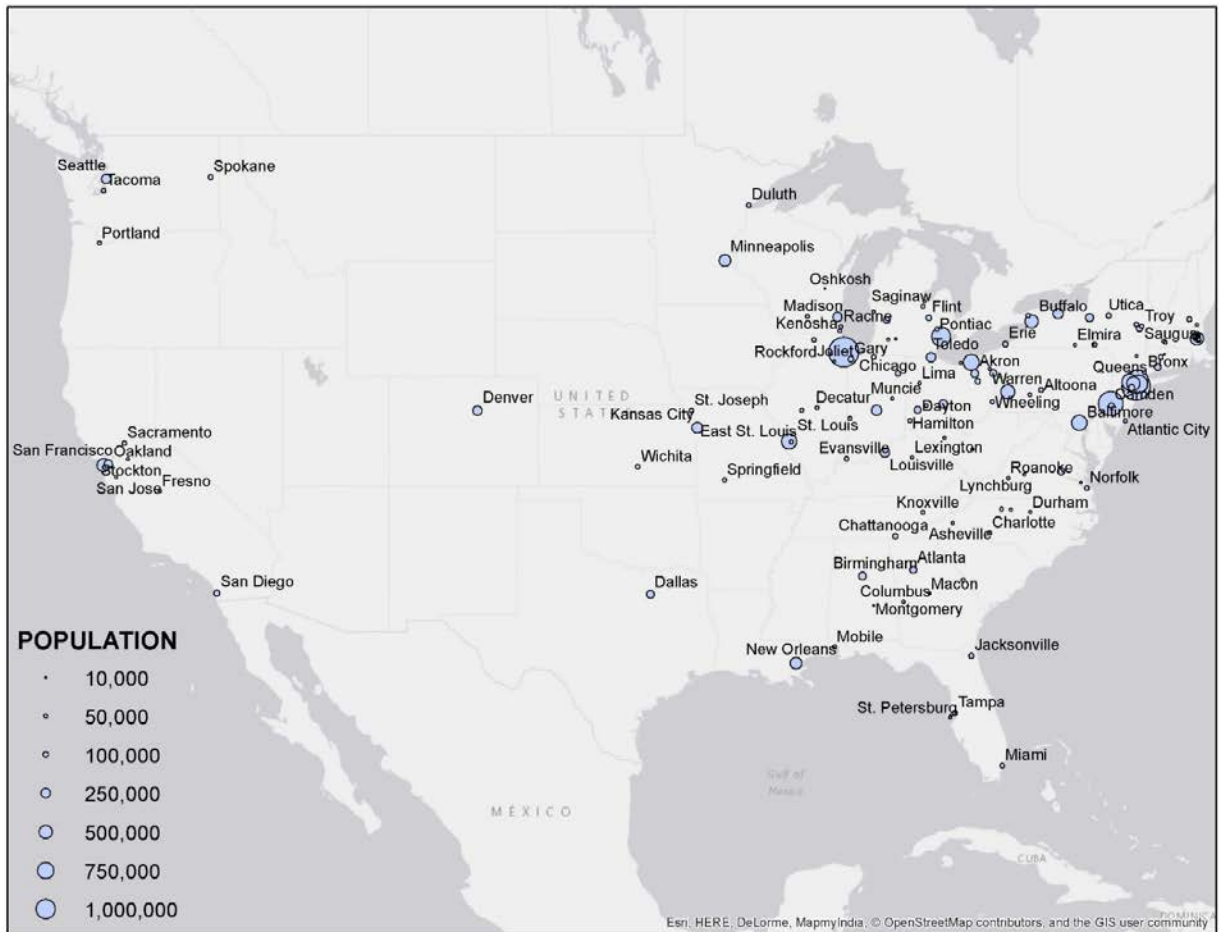 Seattle
Spokane
Tacoma
Duluth
Portland
Minneapolis
Oshkosh
Saginaw
Flint
Buffalo
Utica
Madison
Racine
Troy
Kenosha
Pontiac
Erie
Elmira
Saugus
Rockford
Joliet
Gary
Toledo
Chicago
Akron
Queens
Bronx
Lima
Warren
Altoona
Camden
Denver
UNITED
STATES
St. Joseph
Decatur
Muncie
Dayton
Wheeling
Baltimore
Kansas City
Sacramento
East St. Louis
St. Louis
Hamilton
Atlantic City
San Francisco
Oakland
Stockton
Wichita
Evansville
Lexington
San Jose
Fresno
Springfield
Louisville
Roanoke
Norfolk
Lynchburg
Knoxville
Durham
Chattanooga
Charlotte
Asheville
San Diego
Dallas
Birmingham
Atlanta
Columbus
Macon
Montgomery
POPULATION
New Orleans
Mobile
Jacksonville
10,000
50,000
St. Petersburg
Tampa
100,000
Miami
250,000
Gulf of
Mexico
MÉXICO
500,000
CUBA
750,000
1,000,000
Esri, HERE, DeLorme, MapmyIndia, © OpenStreetMap contributors, and the GIS user community